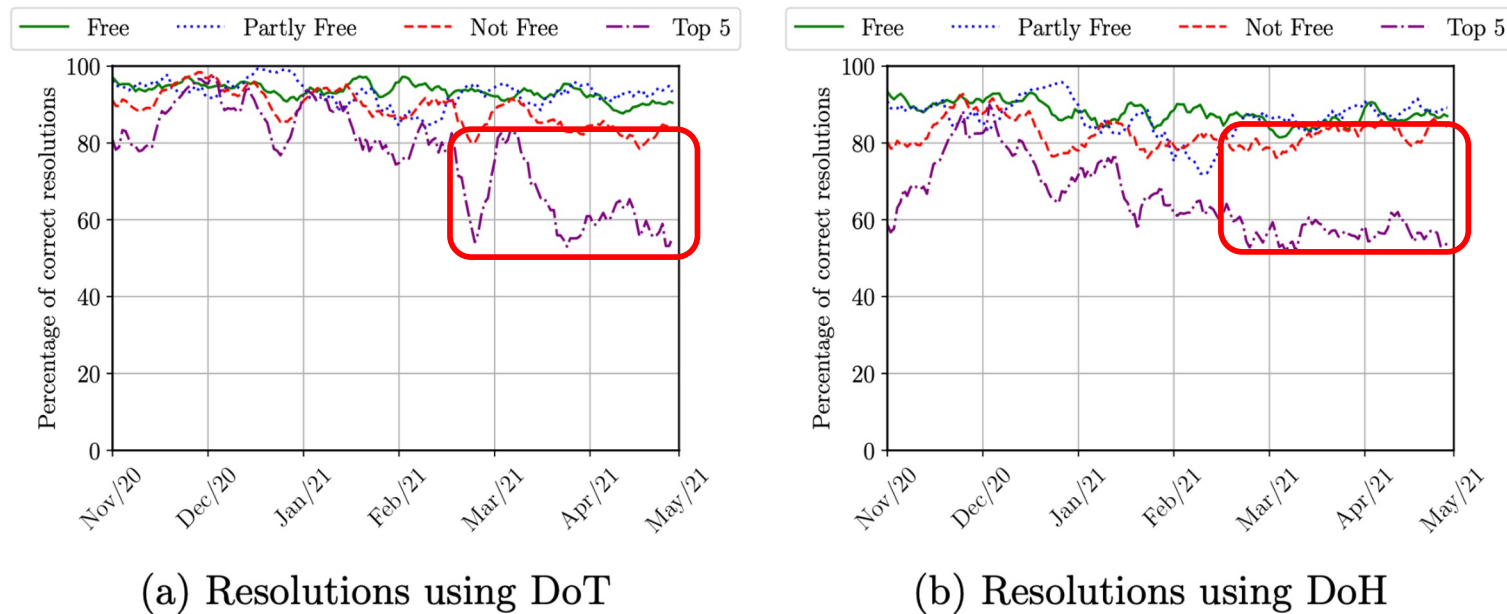 Free Partly Free Not Free Top 5
Percentage of correct resolutions
100
80
60
40
20
0
Nov/20 Dec/20 Jan/21 Feb/21 Mar/21 Apr/21 May/21
(a) Resolutions using DoT
Free Partly Free Not Free Top 5
Percentage of correct resolutions
100
80
60
40
20
0
Nov/20 Dec/20 Jan/21 Feb/21 Mar/21 Apr/21 May/21
(b) Resolutions using DoH